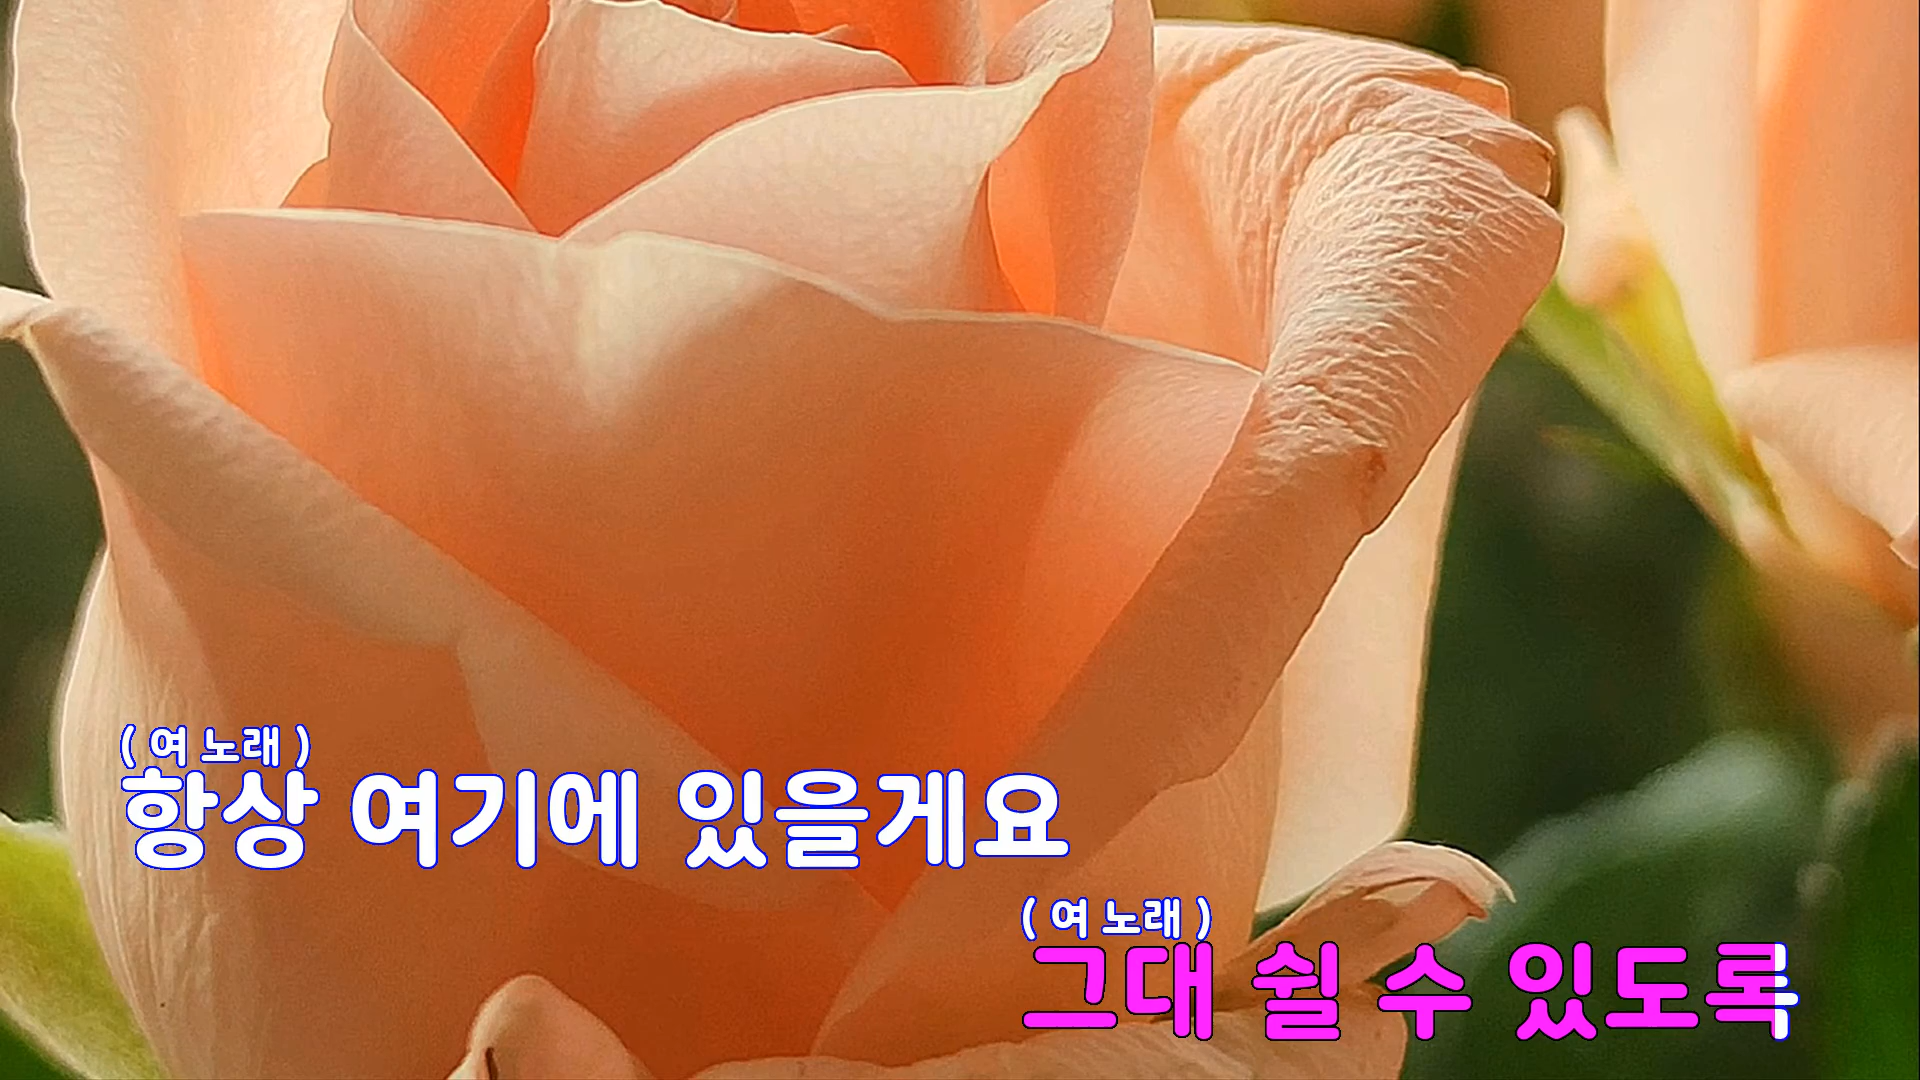 ( 여 노래 )
항상 여기에 있을게요
( 여 노래 )
그대 쉴 수 있도록